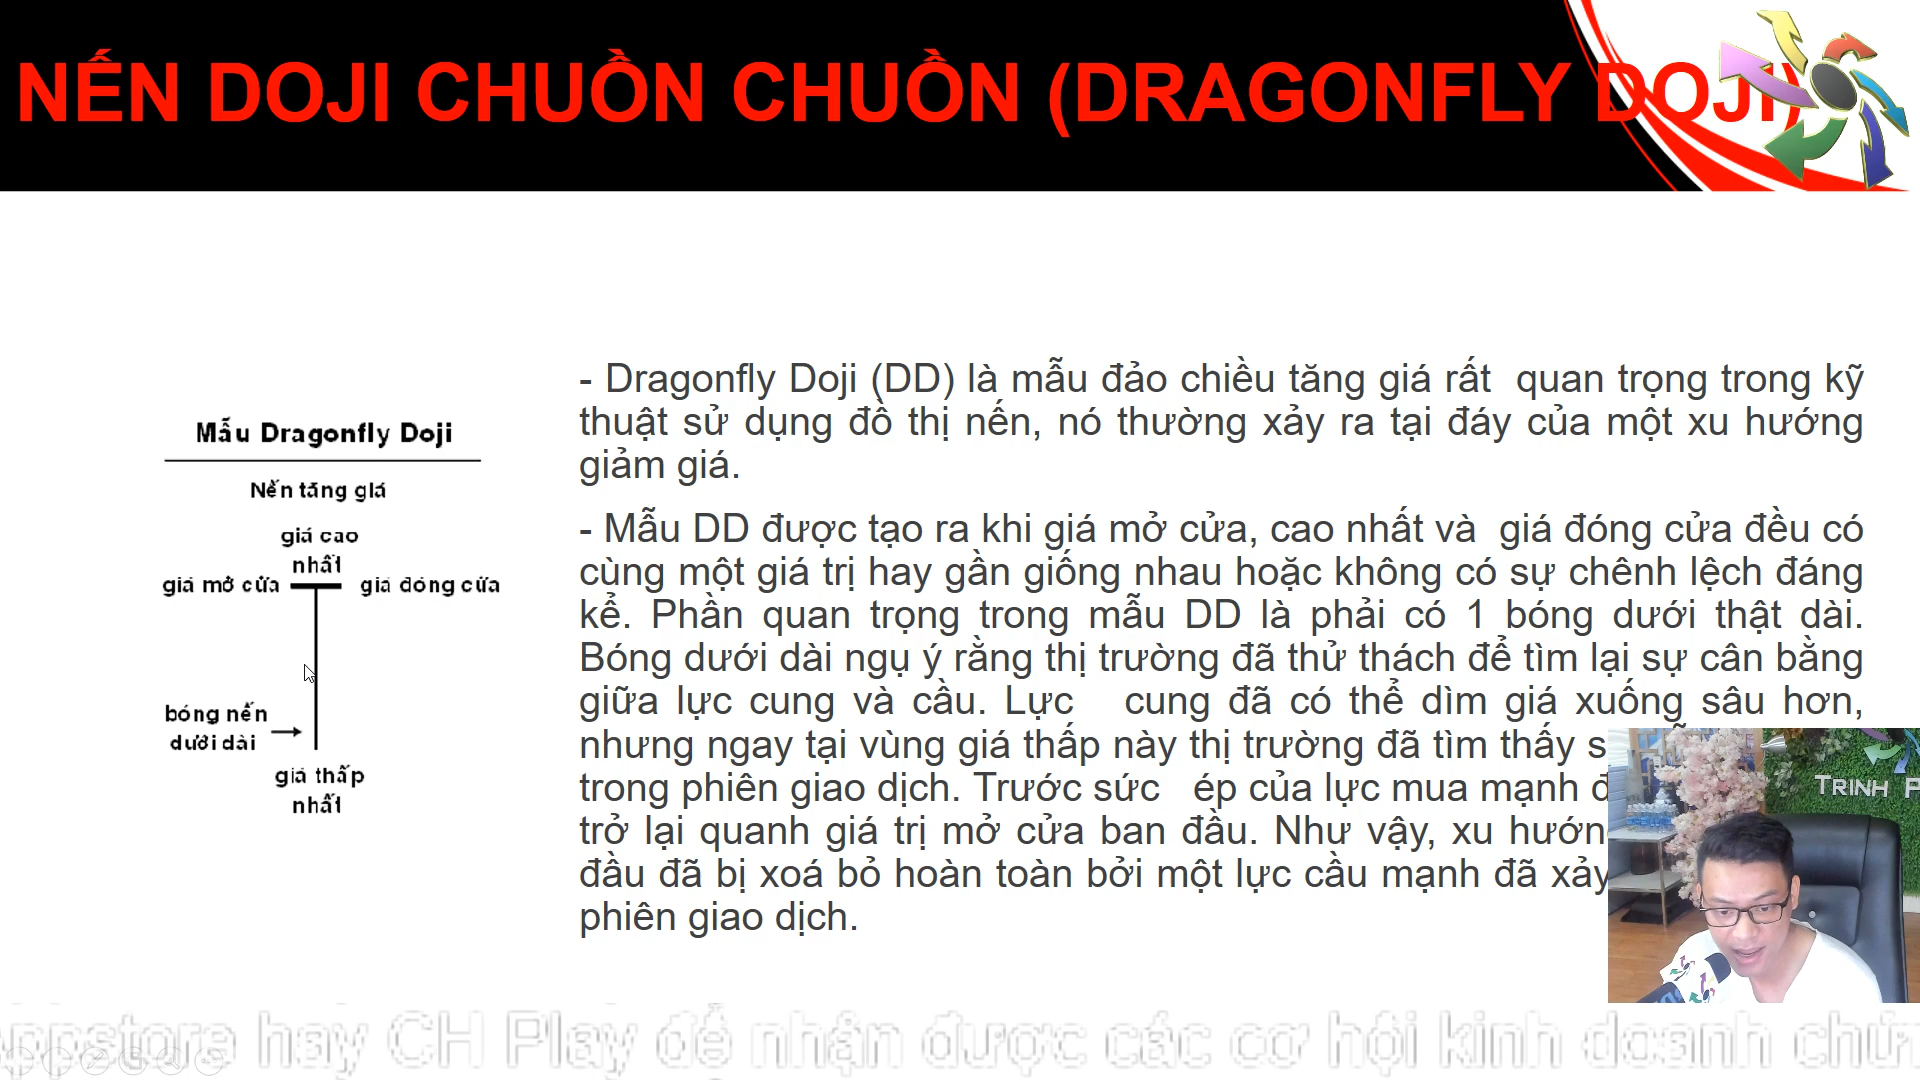 NẾN DOJI CHUỒN CHUỒN (DRAGONFLY DOJI)
Mẫu Dragonfly Doji
Nến tăng giá
giá cao
nhất
giá mở cửa giá đóng cửa
bóng nến
dưới dài
giá thấp
nhất
- Dragonfly Doji (DD) là mẫu đảo chiều tăng giá rất quan trọng trong kỹ
thuật sử dụng đồ thị nến, nó thường xảy ra tại đáy của một xu hướng
giảm giá.
- Mẫu DD được tạo ra khi giá mở cửa, cao nhất và giá đóng cửa đều có
cùng một giá trị hay gần giống nhau hoặc không có sự chênh lệch đáng
kể. Phần quan trọng trong mẫu DD là phải có 1 bóng dưới thật dài.
Bóng dưới dài ngụ ý rằng thị trường đã thử thách để tìm lại sự cân bằng
giữa lực cung và cầu. Lực cung đã có thể dìm giá xuống sâu hơn,
nhưng ngay tại vùng giá thấp này thị trường đã tìm thấy
trong phiên giao dịch. Trước sức ép của lực mua mạnh
trở lại quanh giá trị mở cửa ban đầu. Như vậy, xu
đầu đã bị xoá bỏ hoàn toàn bởi một lực cầu mạnh đã xảy
phiên giao dịch.
TRINH
appstore hay CH Play để nhận được các cơ hội kinh doanh